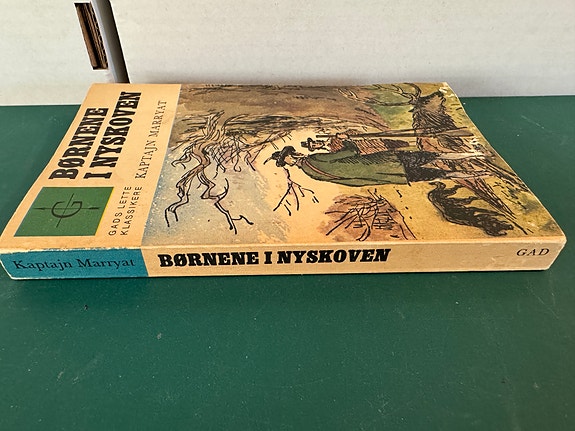 BØRNENE
I NYSKOVEN
KAPTAJN MARRYAT
GADS LETTE
KLASSIKERE
G
Kaptajn Marryat BØRNENE I NYSKOVEN GAD